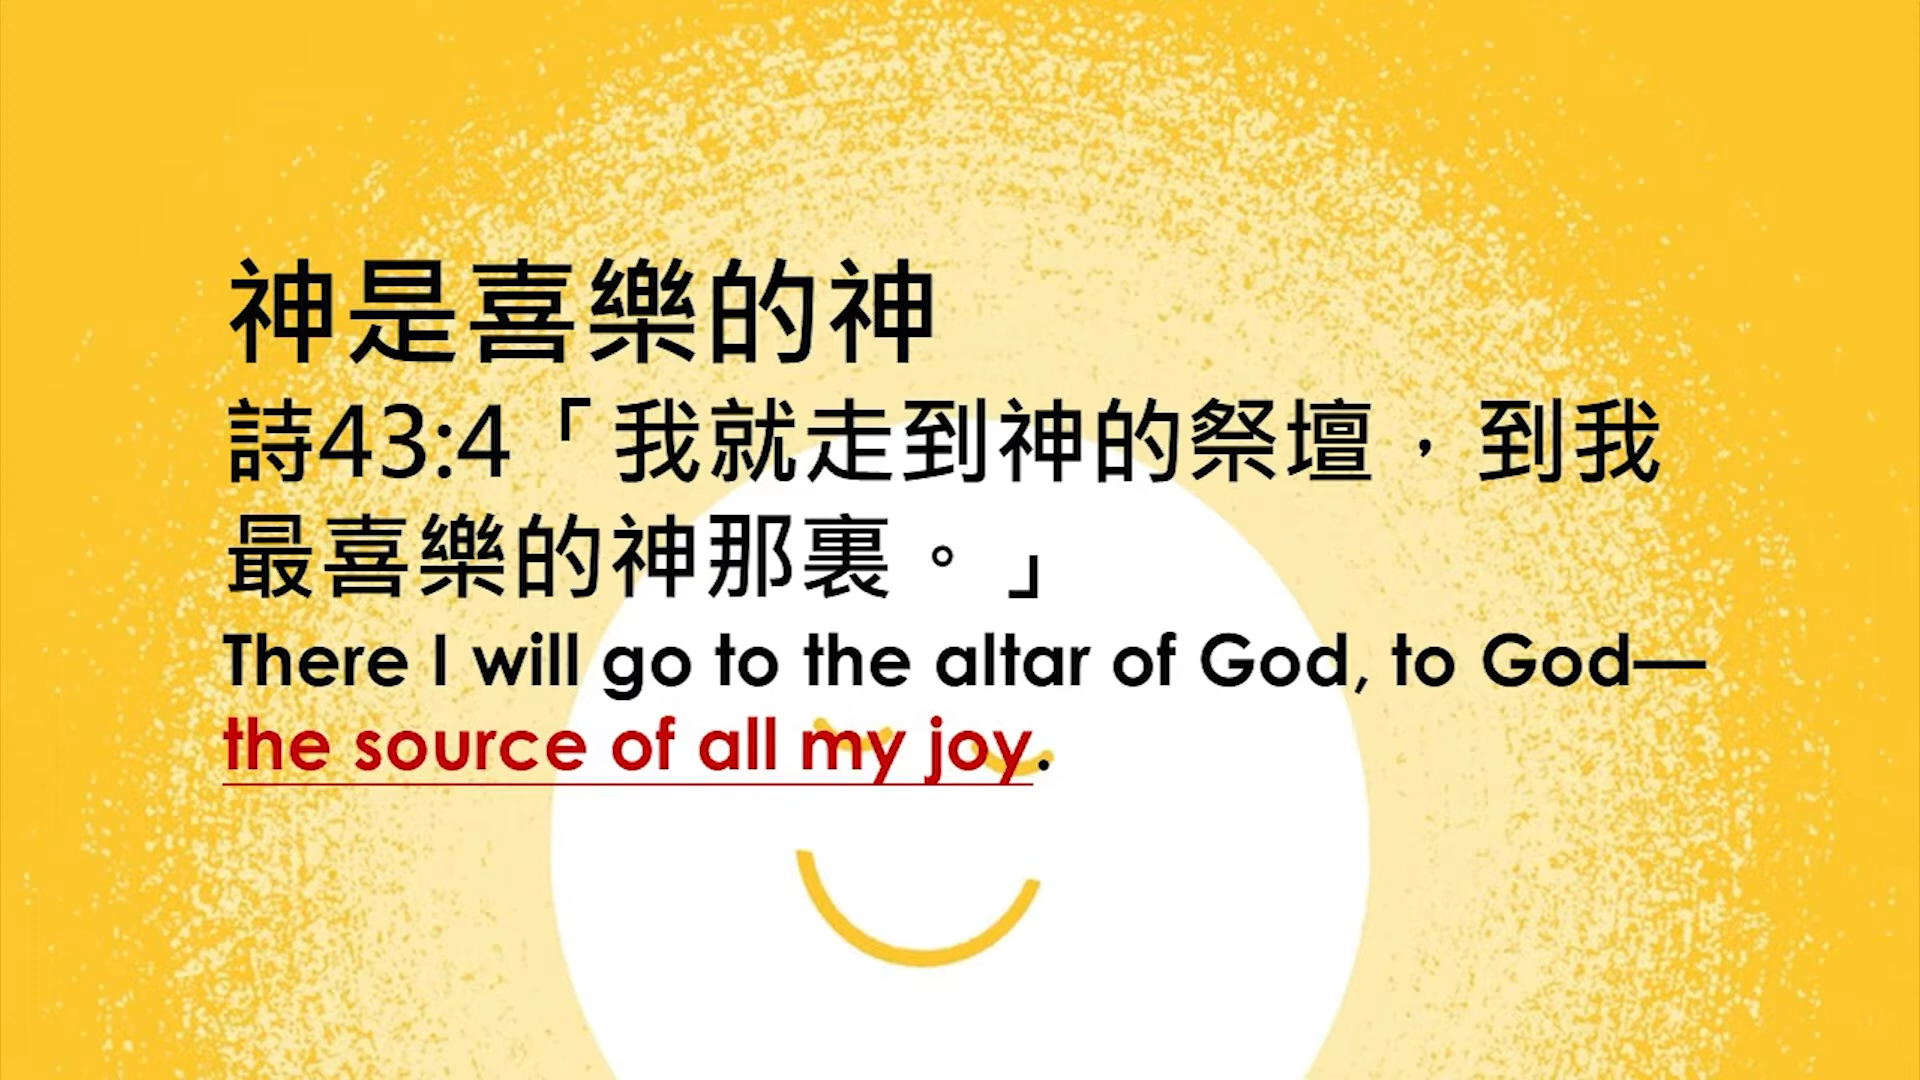 神是喜樂的神
詩43:4「我就走到神的祭壇，到我
最喜樂的神那裏。」
There I will go to the altar of God, to God—
the source of all my joy.